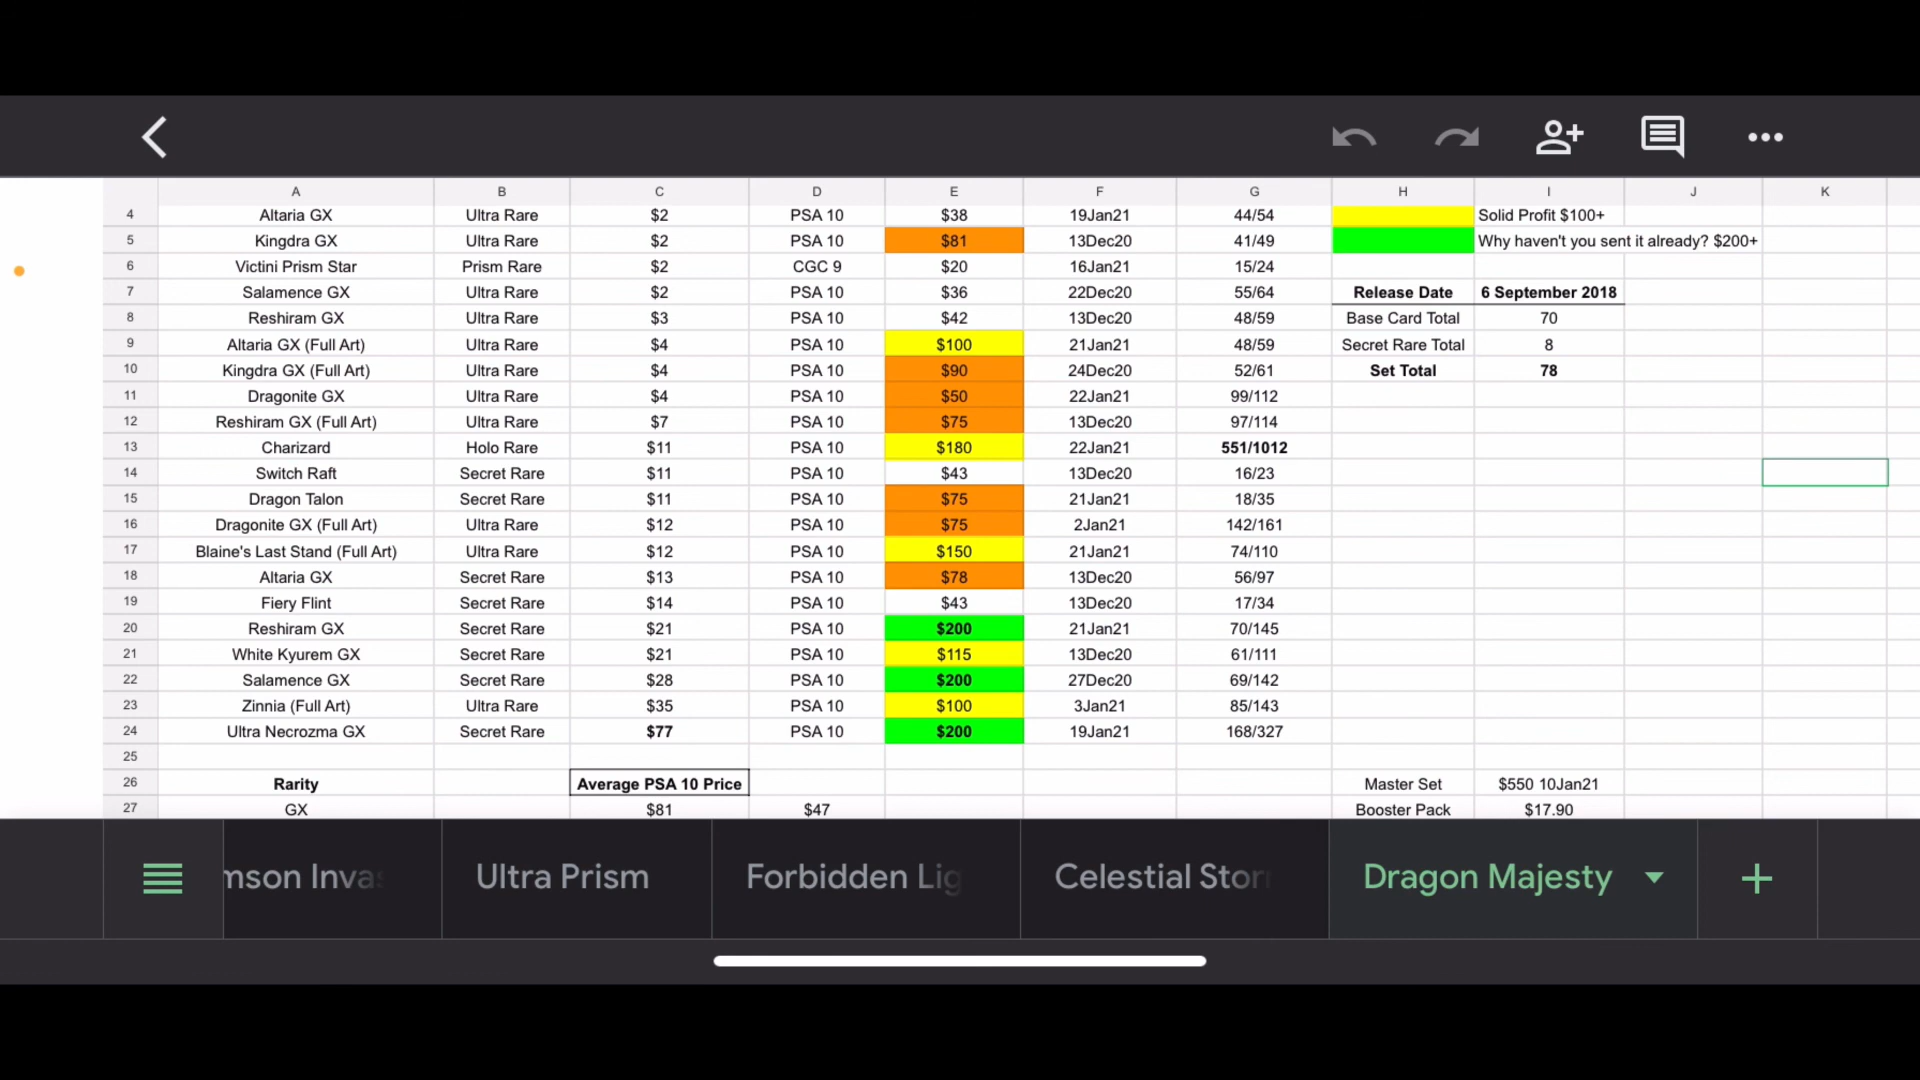 A B C D E F G H I J K
4 Altaria GX Ultra Rare $2 PSA 10 $38 19Jan21 44/54 Solid Profit $100+
5 Kingdra GX Ultra Rare $2 PSA 10 $81 13Dec20 41/49 Why haven't you sent it already? $200+
6 Victini Prism Star Prism Rare $2 CGC 9 $20 16Jan21 15/24
7 Salamence GX Ultra Rare $2 PSA 10 $36 22Dec20 55/64 Release Date 6 September 2018
8 Reshiram GX Ultra Rare $3 PSA 10 $42 13Dec20 48/59 Base Card Total 70
9 Altaria GX (Full Art) Ultra Rare $4 PSA 10 $100 21Jan21 48/59 Secret Rare Total 8
10 Kingdra GX (Full Art) Ultra Rare $4 PSA 10 $90 24Dec20 52/61 Set Total 78
11 Dragonite GX Ultra Rare $4 PSA 10 $50 22Jan21 99/112
12 Reshiram GX (Full Art) Ultra Rare $7 PSA 10 $75 13Dec20 97/114
13 Charizard Holo Rare $11 PSA 10 $180 22Jan21 551/1012
14 Switch Raft Secret Rare $11 PSA 10 $43 13Dec20 16/23
15 Dragon Talon Secret Rare $11 PSA 10 $75 21Jan21 18/35
16 Dragonite GX (Full Art) Ultra Rare $12 PSA 10 $75 2Jan21 142/161
17 Blaine's Last Stand (Full Art) Ultra Rare $12 PSA 10 $150 21Jan21 74/110
18 Altaria GX Secret Rare $13 PSA 10 $78 13Dec20 56/97
19 Fiery Flint Secret Rare $14 PSA 10 $43 13Dec20 17/34
20 Reshiram GX Secret Rare $21 PSA 10 $200 21Jan21 70/145
21 White Kyurem GX Secret Rare $21 PSA 10 $115 13Dec20 61/111
22 Salamence GX Secret Rare $28 PSA 10 $200 27Dec20 69/142
23 Zinnia (Full Art) Ultra Rare $35 PSA 10 $100 3Jan21 85/143
24 Ultra Necrozma GX Secret Rare $77 PSA 10 $200 19Jan21 168/327
25
26 Rarity Average PSA 10 Price Master Set $550 10Jan21
27 GX $81 $47 Booster Pack $17.90
mson Invas Ultra Prism Forbidden Lig Celestial Stor Dragon Majesty